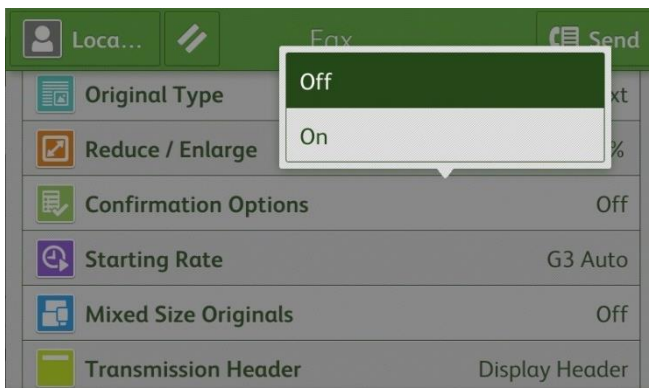 Loca... Fax Send
Off
Original Type xt
On
Reduce / Enlarge %
Confirmation Options Off
Starting Rate G3 Auto
Mixed Size Originals Off
Transmission Header Display Header